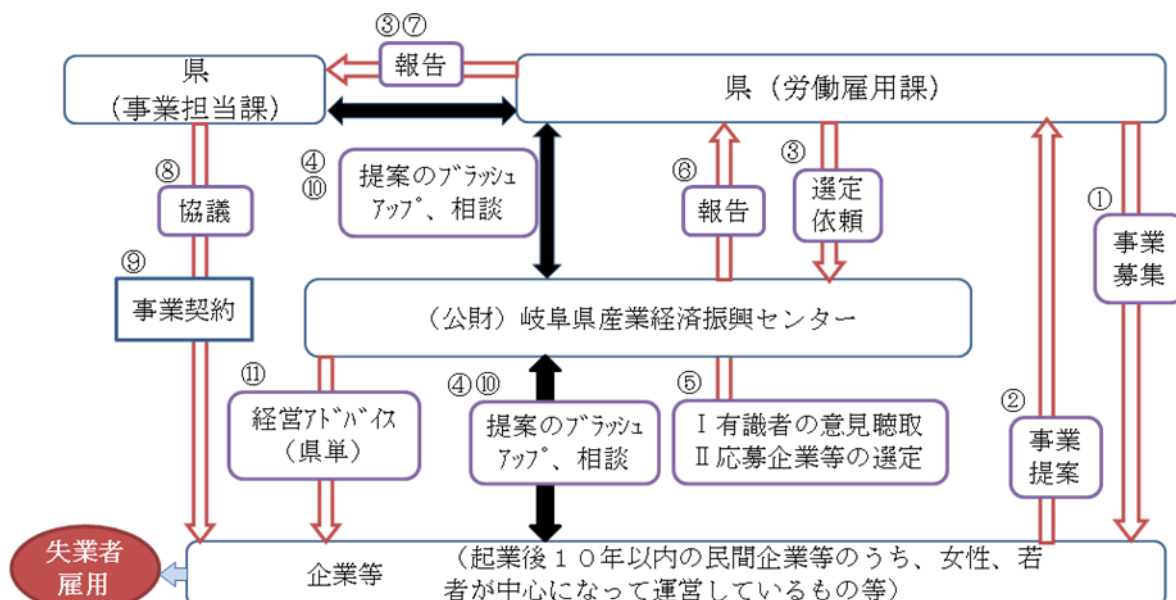 ③⑦
報告
県
（事業担当課）
県（労働雇用課）
④
⑩
提案のﾌﾞﾗｯｼｭ
ｱｯﾌﾟ、相談
⑥
報告
③
選定
依頼
①
事業
募集
⑧
協議
⑨
事業契約
（公財）岐阜県産業経済振興センター
⑪
経営ｱﾄﾞﾊﾞｲｽ
（県単）
④⑩
提案のﾌﾞﾗｯｼｭ
ｱｯﾌﾟ、相談
⑤
Ⅰ有識者の意見聴取
Ⅱ応募企業等の選定
②
事業
提案
失業者
雇用
企業等
（起業後１０年以内の民間企業等のうち、女性、若
者が中心になって運営しているもの等）